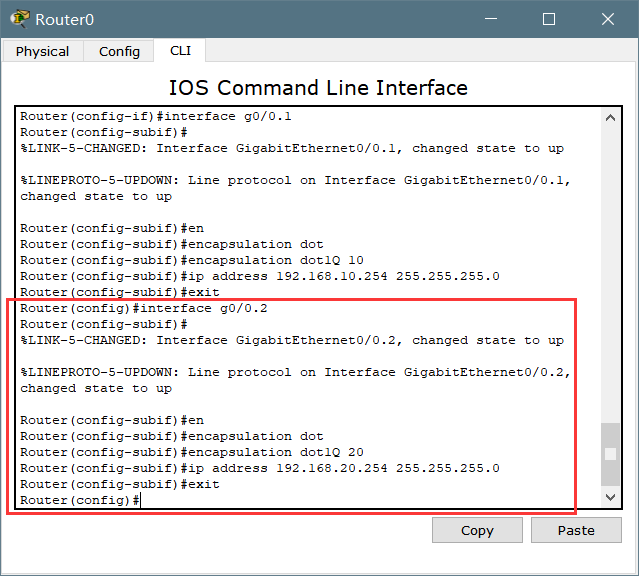 Router0
Physical
Config
CLI
IOS Command Line Interface
Router(config-if)#interface g0/0.1
Router(config-subif)#
%LINK-5-CHANGED: Interface GigabitEthernet0/0.1, changed state to up
%LINEPROTO-5-UPDOWN: Line protocol on Interface GigabitEthernet0/0.1,
changed state to up
Router(config-subif)#en
Router(config-subif)#encapsulation dot
Router(config-subif)#encapsulation dot1Q 10
Router(config-subif)#ip address 192.168.10.254 255.255.255.0
Router(config-subif)#exit
Router(config)#interface g0/0.2
Router(config-subif)#
%LINK-5-CHANGED: Interface GigabitEthernet0/0.2, changed state to up
%LINEPROTO-5-UPDOWN: Line protocol on Interface GigabitEthernet0/0.2,
changed state to up
Router(config-subif)#en
Router(config-subif)#encapsulation dot
Router(config-subif)#encapsulation dot1Q 20
Router(config-subif)#ip address 192.168.20.254 255.255.255.0
Router(config-subif)#exit
Router(config)#
Copy
Paste